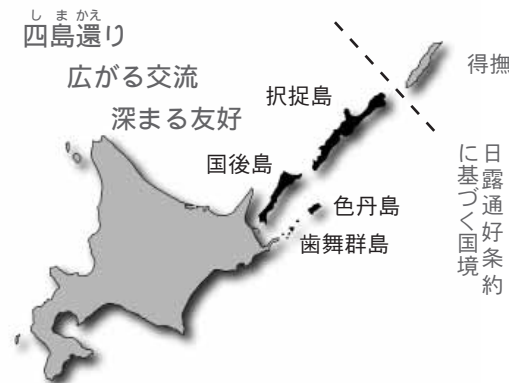 しまかえ
四島還り
広がる交流
深まる友好
得撫
択捉島
国後島
色丹島
歯舞群島
日露通好条約
に基づく国境